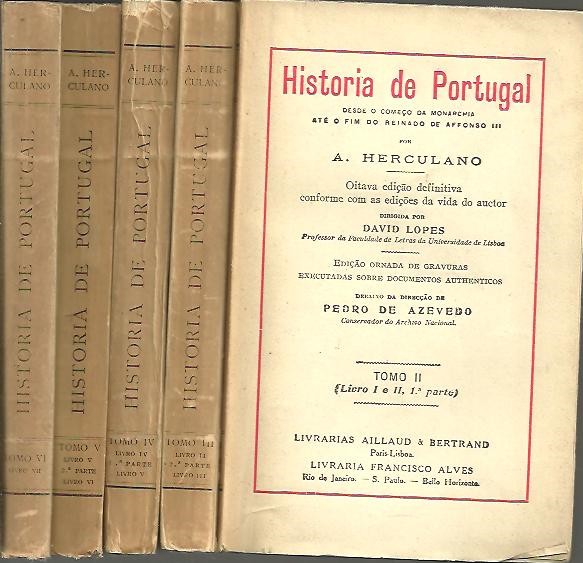 A. HER-
CULANO
HISTORIA DE PORTUGAL
TOMO VI
LIVRO VII
A. HER-
CULANO
HISTORIA DE PORTUGAL
TOMO V
LIVRO V
2.ª PARTE
LIVRO VI
A. HER-
CULANO
HISTORIA DE PORTUGAL
TOMO IV
LIVRO IV
1.ª PARTE
LIVRO V
A. HER-
CULANO
HISTORIA DE PORTUGAL
TOMO III
LIVRO II
2.ª PARTE
LIVRO III
Historia de Portugal
DESDE O COMEÇO DA MONARCHIA
ATÉ O FIM DO REINADO DE AFFONSO III
POR
A. HERCULANO
Oitava edição definitiva
conforme com as edições da vida do auctor
DIRIGIDA POR
DAVID LOPES
Professor da Faculdade de Letras da Universidade de Lisboa
EDIÇÃO ORNADA DE GRAVURAS
EXECUTADAS SOBRE DOCUMENTOS AUTHENTICOS
DEBAIXO DA DIRECÇÃO DE
PEDRO DE AZEVEDO
Conservador do Archivo Nacional.
TOMO II
(Livro I e II, 1.ª parte)
LIVRARIAS AILLAUD & BERTRAND
Paris-Lisboa.
LIVRARIA FRANCISCO ALVES
Rio de Janeiro. — S. Paulo. — Bello Horizonte.